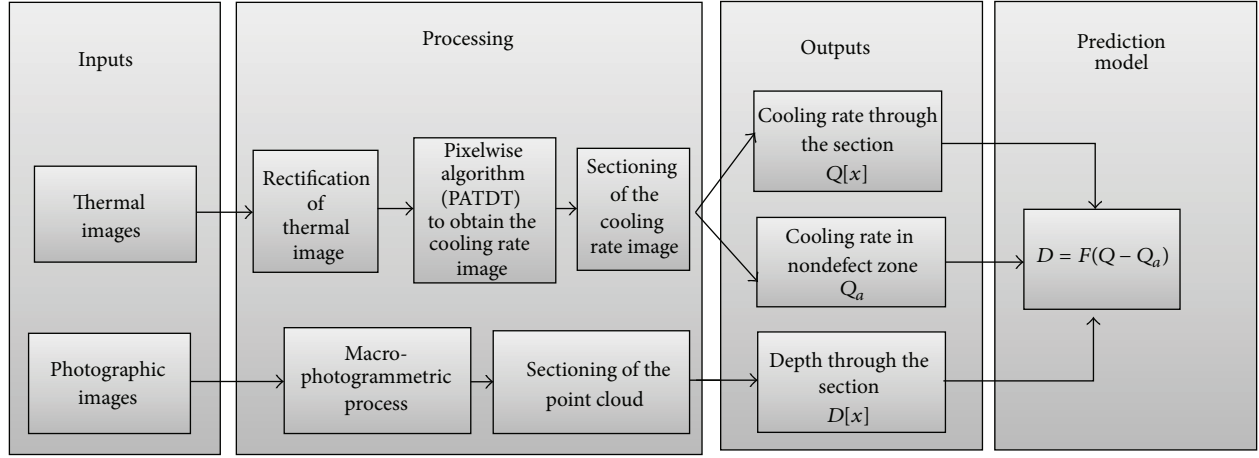 Inputs
Thermal
images
Photographic
images
Processing
Rectification
of
thermal
image
Pixelwise
algorithm
(PATDT)
to obtain the
cooling rate
image
Sectioning
of the
cooling
rate image
Macro-
photogrammetric
process
Sectioning of the
point cloud
Outputs
Cooling rate through
the section
Q[x]
Cooling rate in
nondefect zone
Qₐ
Depth through the
section
D[x]
Prediction
model
D = F(Q − Qₐ)